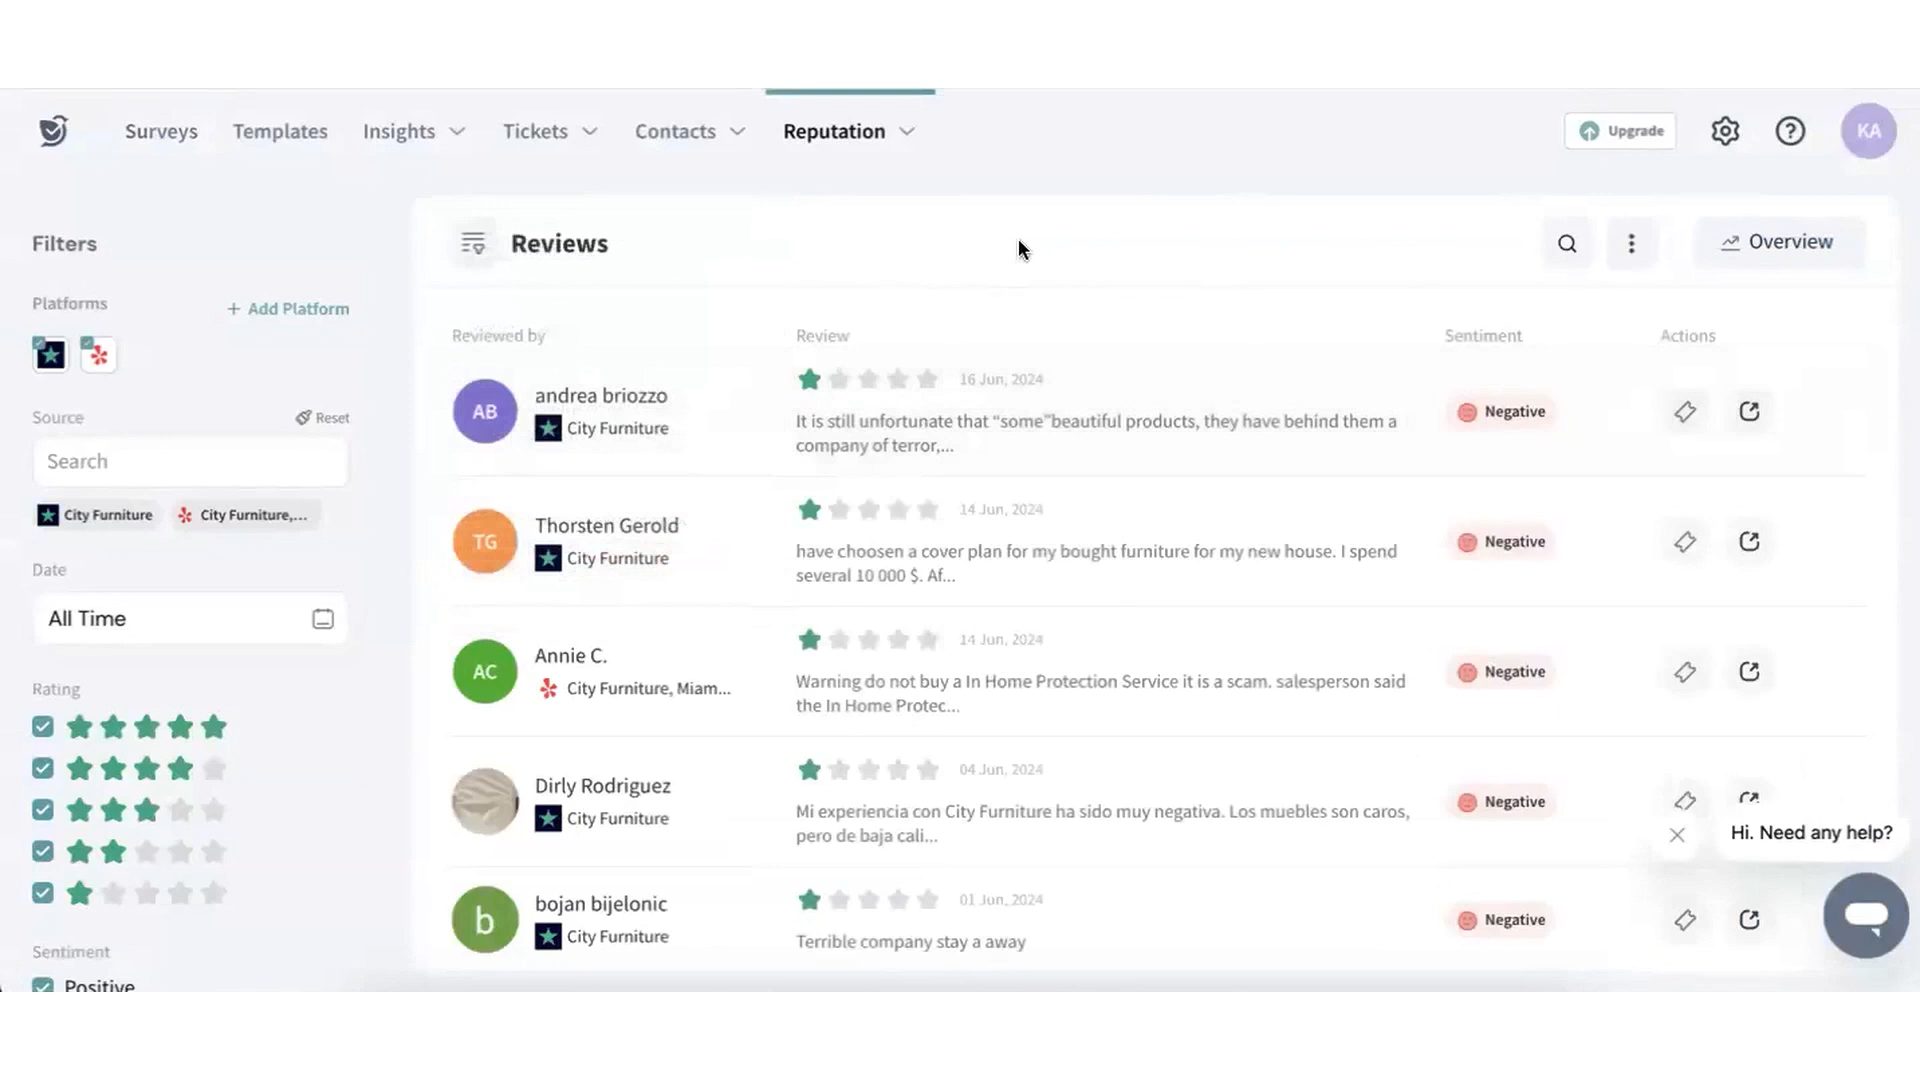 Surveys
Templates
Insights
Tickets
Contacts
Reputation
Upgrade
KA
Filters
Platforms
+ Add Platform
Source
Reset
Search
City Furniture
City Furniture,...
Date
All Time
Rating
Sentiment
Positive
Reviews
Overview
Reviewed by
Review
Sentiment
Actions
AB
andrea briozzo
City Furniture
16 Jun, 2024
It is still unfortunate that “some”beautiful products, they have behind them a
company of terror,...
Negative
TG
Thorsten Gerold
City Furniture
14 Jun, 2024
have choosen a cover plan for my bought furniture for my new house. I spend
several 10 000 $. Af...
Negative
AC
Annie C.
City Furniture, Miam...
14 Jun, 2024
Warning do not buy a In Home Protection Service it is a scam. salesperson said
the In Home Protec...
Negative
Dirly Rodriguez
City Furniture
04 Jun, 2024
Mi experiencia con City Furniture ha sido muy negativa. Los muebles son caros,
pero de baja cali...
Negative
Hi. Need any help?
b
bojan bijelonic
City Furniture
01 Jun, 2024
Terrible company stay a away
Negative